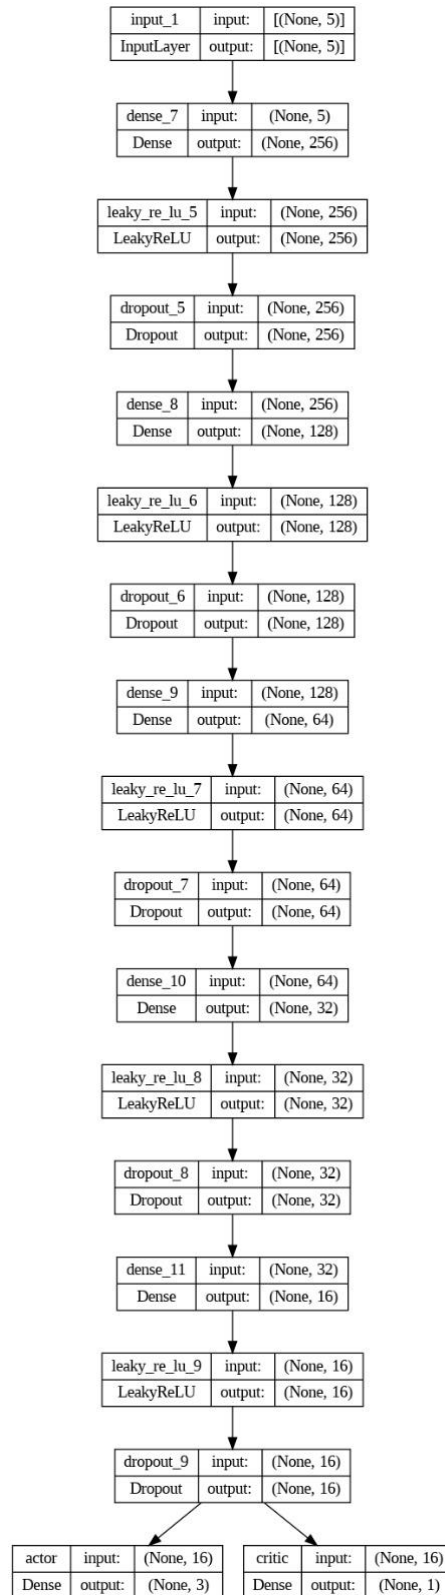 input_1 input: [(None, 5)]
InputLayer output: [(None, 5)]
dense_7 input: (None, 5)
Dense output: (None, 256)
leaky_re_lu_5 input: (None, 256)
LeakyReLU output: (None, 256)
dropout_5 input: (None, 256)
Dropout output: (None, 256)
dense_8 input: (None, 256)
Dense output: (None, 128)
leaky_re_lu_6 input: (None, 128)
LeakyReLU output: (None, 128)
dropout_6 input: (None, 128)
Dropout output: (None, 128)
dense_9 input: (None, 128)
Dense output: (None, 64)
leaky_re_lu_7 input: (None, 64)
LeakyReLU output: (None, 64)
dropout_7 input: (None, 64)
Dropout output: (None, 64)
dense_10 input: (None, 64)
Dense output: (None, 32)
leaky_re_lu_8 input: (None, 32)
LeakyReLU output: (None, 32)
dropout_8 input: (None, 32)
Dropout output: (None, 32)
dense_11 input: (None, 32)
Dense output: (None, 16)
leaky_re_lu_9 input: (None, 16)
LeakyReLU output: (None, 16)
dropout_9 input: (None, 16)
Dropout output: (None, 16)
actor input: (None, 16)
Dense output: (None, 3)
critic input: (None, 16)
Dense output: (None, 1)